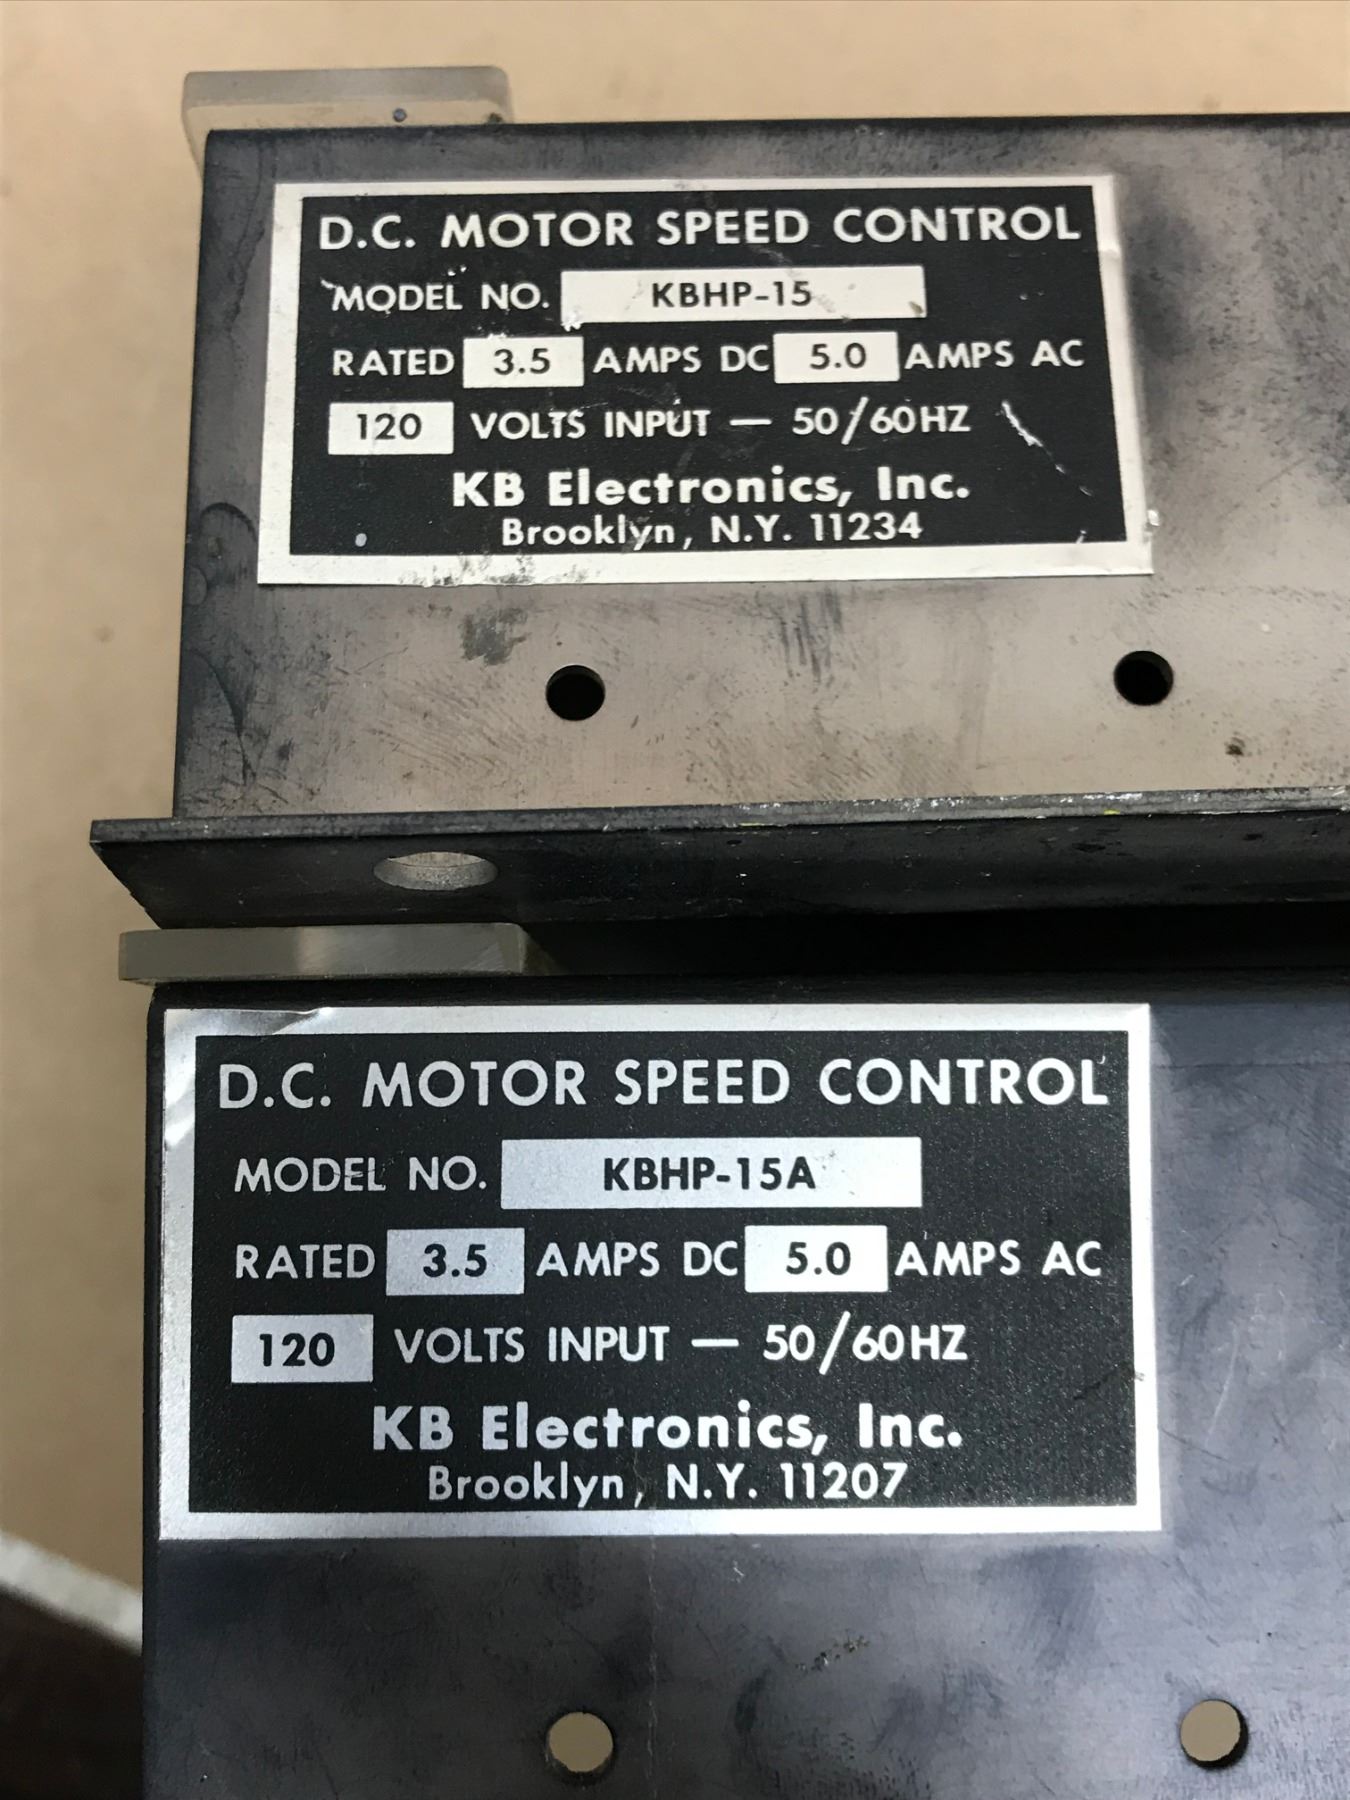 D.C. MOTOR SPEED CONTROL
MODEL NO. KBHP-15
RATED 3.5 AMPS DC 5.0 AMPS AC
120 VOLTS INPUT — 50/60HZ
KB Electronics, Inc.
Brooklyn, N.Y. 11234
D.C. MOTOR SPEED CONTROL
MODEL NO. KBHP-15A
RATED 3.5 AMPS DC 5.0 AMPS AC
120 VOLTS INPUT — 50/60HZ
KB Electronics, Inc.
Brooklyn, N.Y. 11207